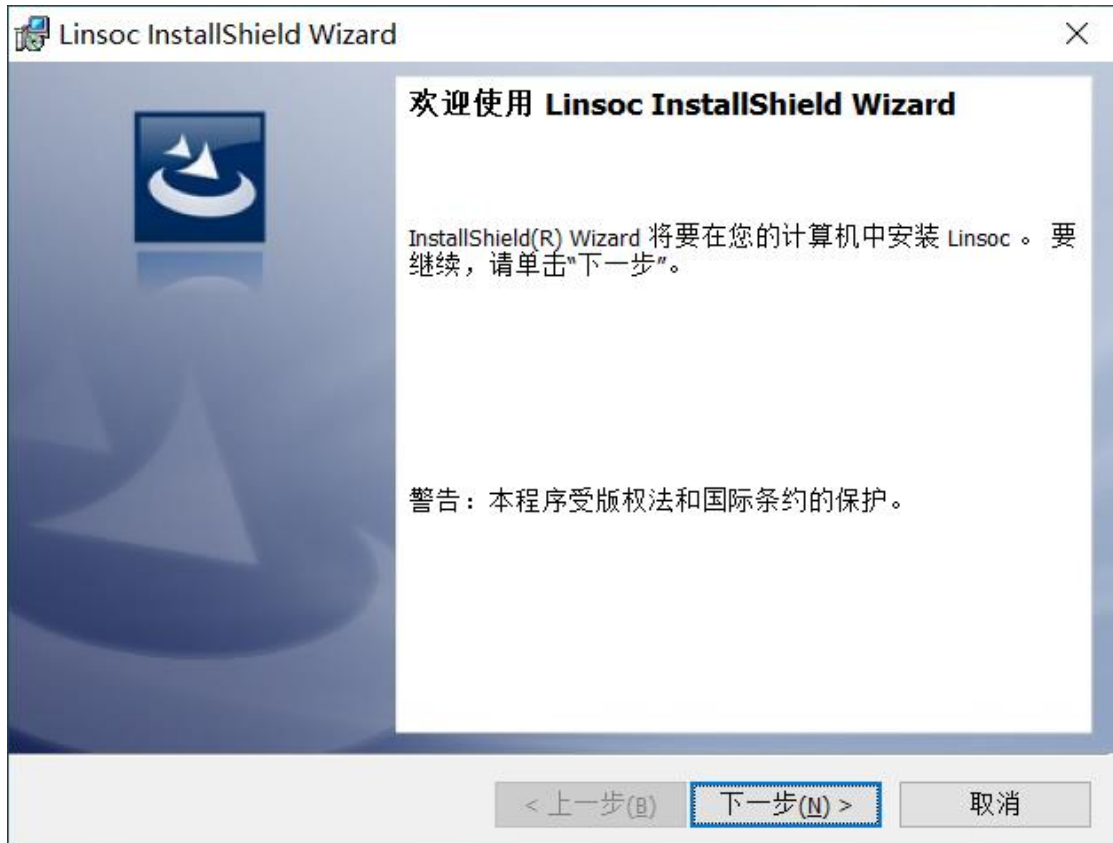 Linsoc InstallShield Wizard
欢迎使用 Linsoc InstallShield Wizard
InstallShield(R) Wizard 将要在您的计算机中安装 Linsoc 。 要
继续，请单击“下一步”。
警告：本程序受版权法和国际条约的保护。
< 上一步(B) 下一步(N) > 取消